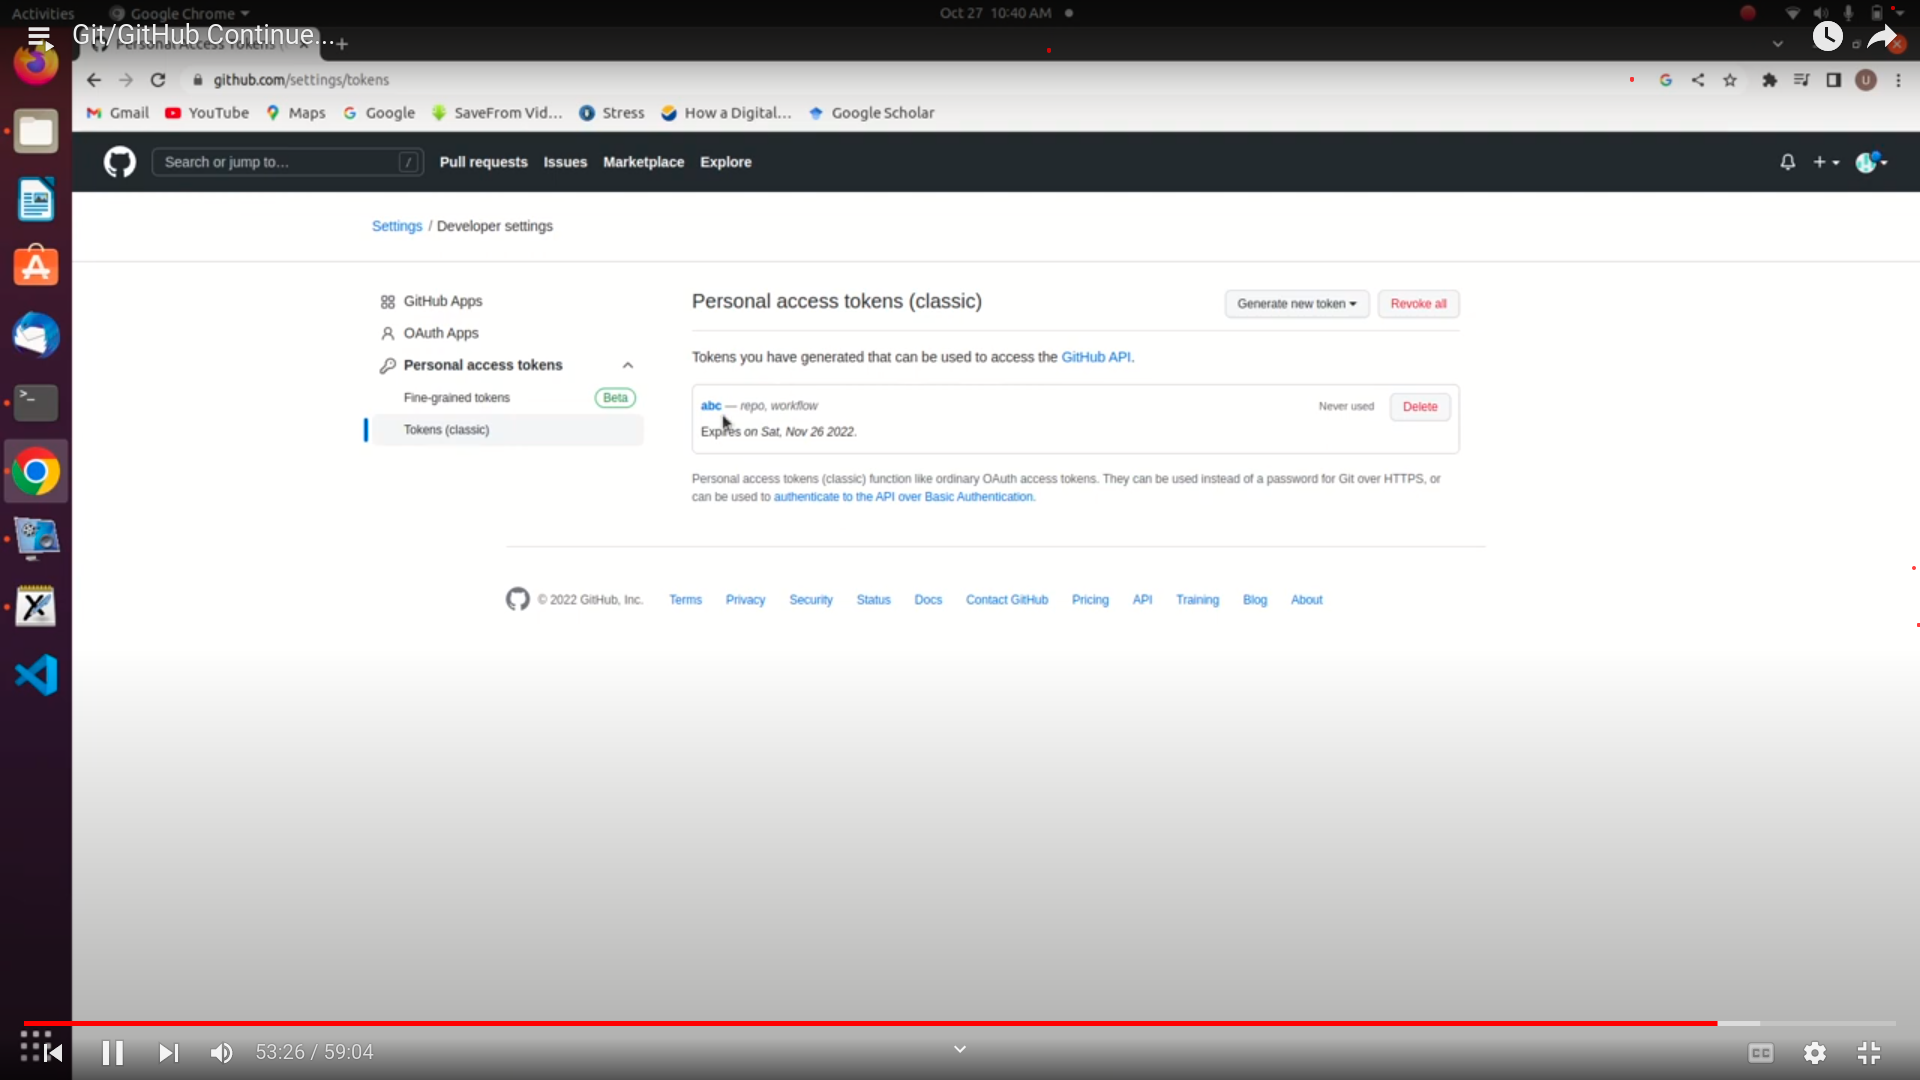 Activities
Google Chrome
Oct 27 10:40 AM
Git/GitHub Continue...
github.com/settings/tokens
Gmail
YouTube
Maps
Google
SaveFrom Vid...
Stress
How a Digital...
Google Scholar
U
Search or jump to...
/
Pull requests
Issues
Marketplace
Explore
Settings / Developer settings
GitHub Apps
OAuth Apps
Personal access tokens
Fine-grained tokens
Beta
Tokens (classic)
Personal access tokens (classic)
Generate new token
Revoke all
Tokens you have generated that can be used to access the GitHub API.
abc — repo, workflow
Never used
Delete
Expires on Sat, Nov 26 2022.
Personal access tokens (classic) function like ordinary OAuth access tokens. They can be used instead of a password for Git over HTTPS, or
can be used to authenticate to the API over Basic Authentication.
© 2022 GitHub, Inc.
Terms
Privacy
Security
Status
Docs
Contact GitHub
Pricing
API
Training
Blog
About
53:26 / 59:04
CC